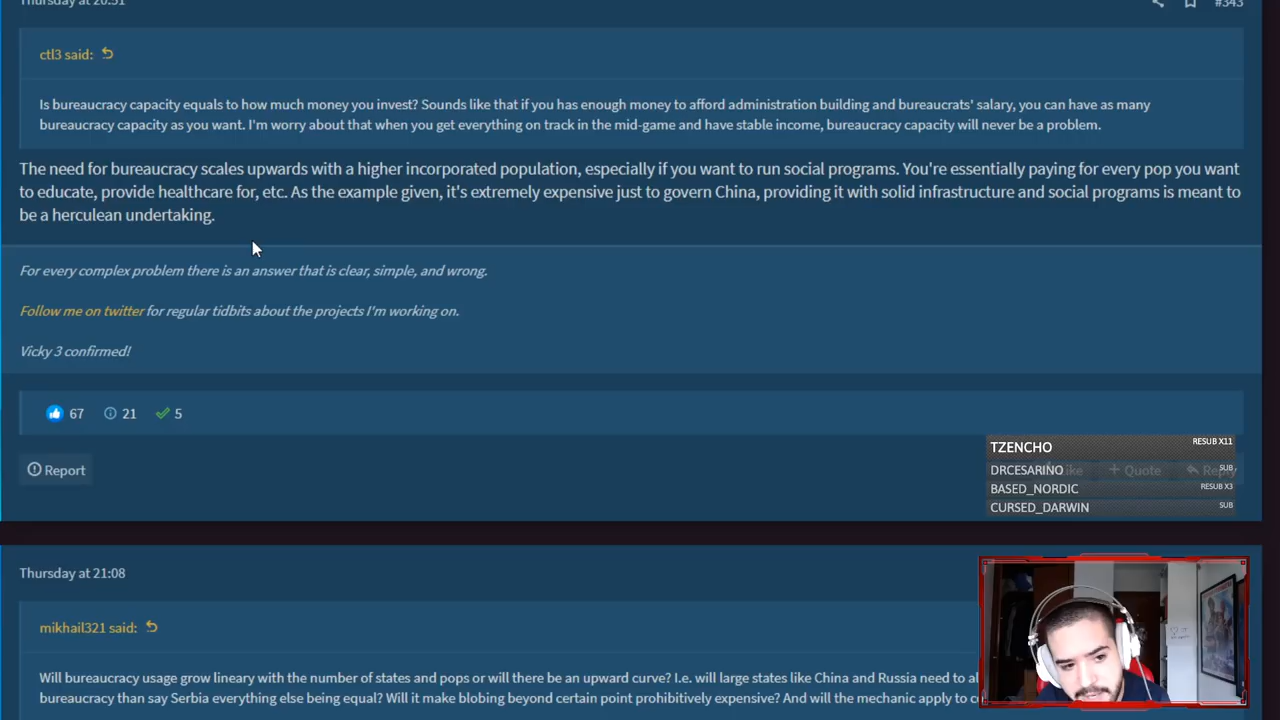 Thursday at 20:51
#343
ctl3 said:
Is bureaucracy capacity equals to how much money you invest? Sounds like that if you has enough money to afford administration building and bureaucrats' salary, you can have as many
bureaucracy capacity as you want. I'm worry about that when you get everything on track in the mid-game and have stable income, bureaucracy capacity will never be a problem.
The need for bureaucracy scales upwards with a higher incorporated population, especially if you want to run social programs. You're essentially paying for every pop you want
to educate, provide healthcare for, etc. As the example given, it's extremely expensive just to govern China, providing it with solid infrastructure and social programs is meant to
be a herculean undertaking.
For every complex problem there is an answer that is clear, simple, and wrong.
Follow me on twitter for regular tidbits about the projects I'm working on.
Vicky 3 confirmed!
67 21 5
Report
Like + Quote Reply
TZENCHO RESUB X11
DRCESARINO SUB
BASED_NORDIC RESUB X3
CURSED_DARWIN SUB
Thursday at 21:08
mikhail321 said:
Will bureaucracy usage grow lineary with the number of states and pops or will there be an upward curve? I.e. will large states like China and Russia need to al
bureaucracy than say Serbia everything else being equal? Will it make blobing beyond certain point prohibitively expensive? And will the mechanic apply to c